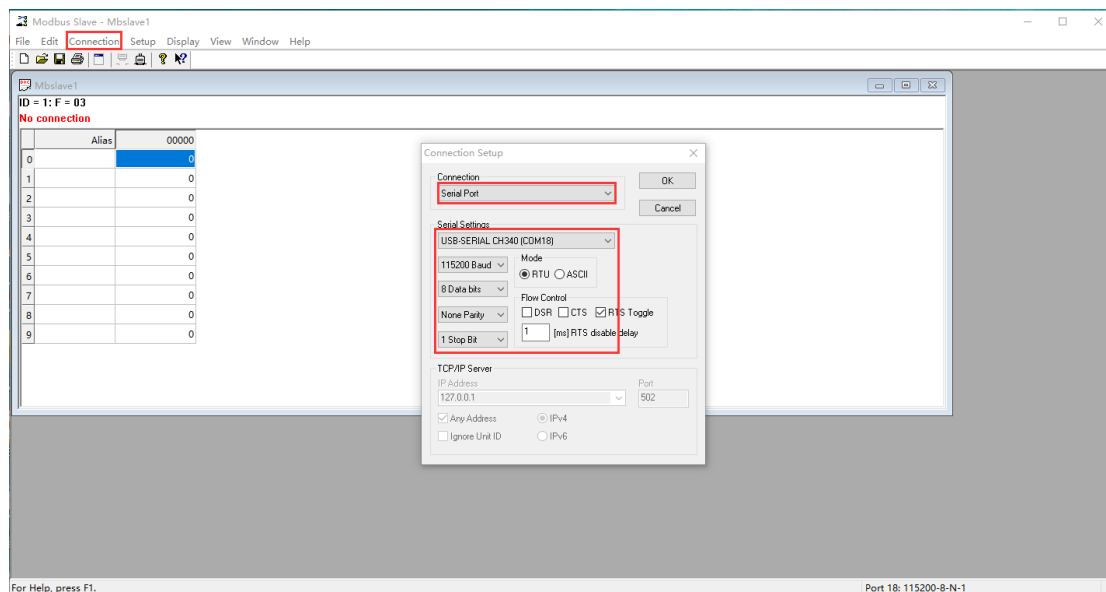 Modbus Slave - Mbslave1
File Edit Connection Setup Display View Window Help
Mbslave1
ID = 1: F = 03
No connection
Alias 00000
0 0
1 0
2 0
3 0
4 0
5 0
6 0
7 0
8 0
9 0
Connection Setup
Connection
Serial Port
OK
Cancel
Serial Settings
USB-SERIAL CH340 (COM18)
115200 Baud
Mode
RTU ASCII
8 Data bits
Flow Control
None Parity
DSR CTS RTS Toggle
1 Stop Bit
1 [ms] RTS disable delay
TCP/IP Server
IP Address Port
127.0.0.1 502
Any Address IPv4
Ignore Unit ID IPv6
For Help, press F1.
Port 18: 115200-8-N-1